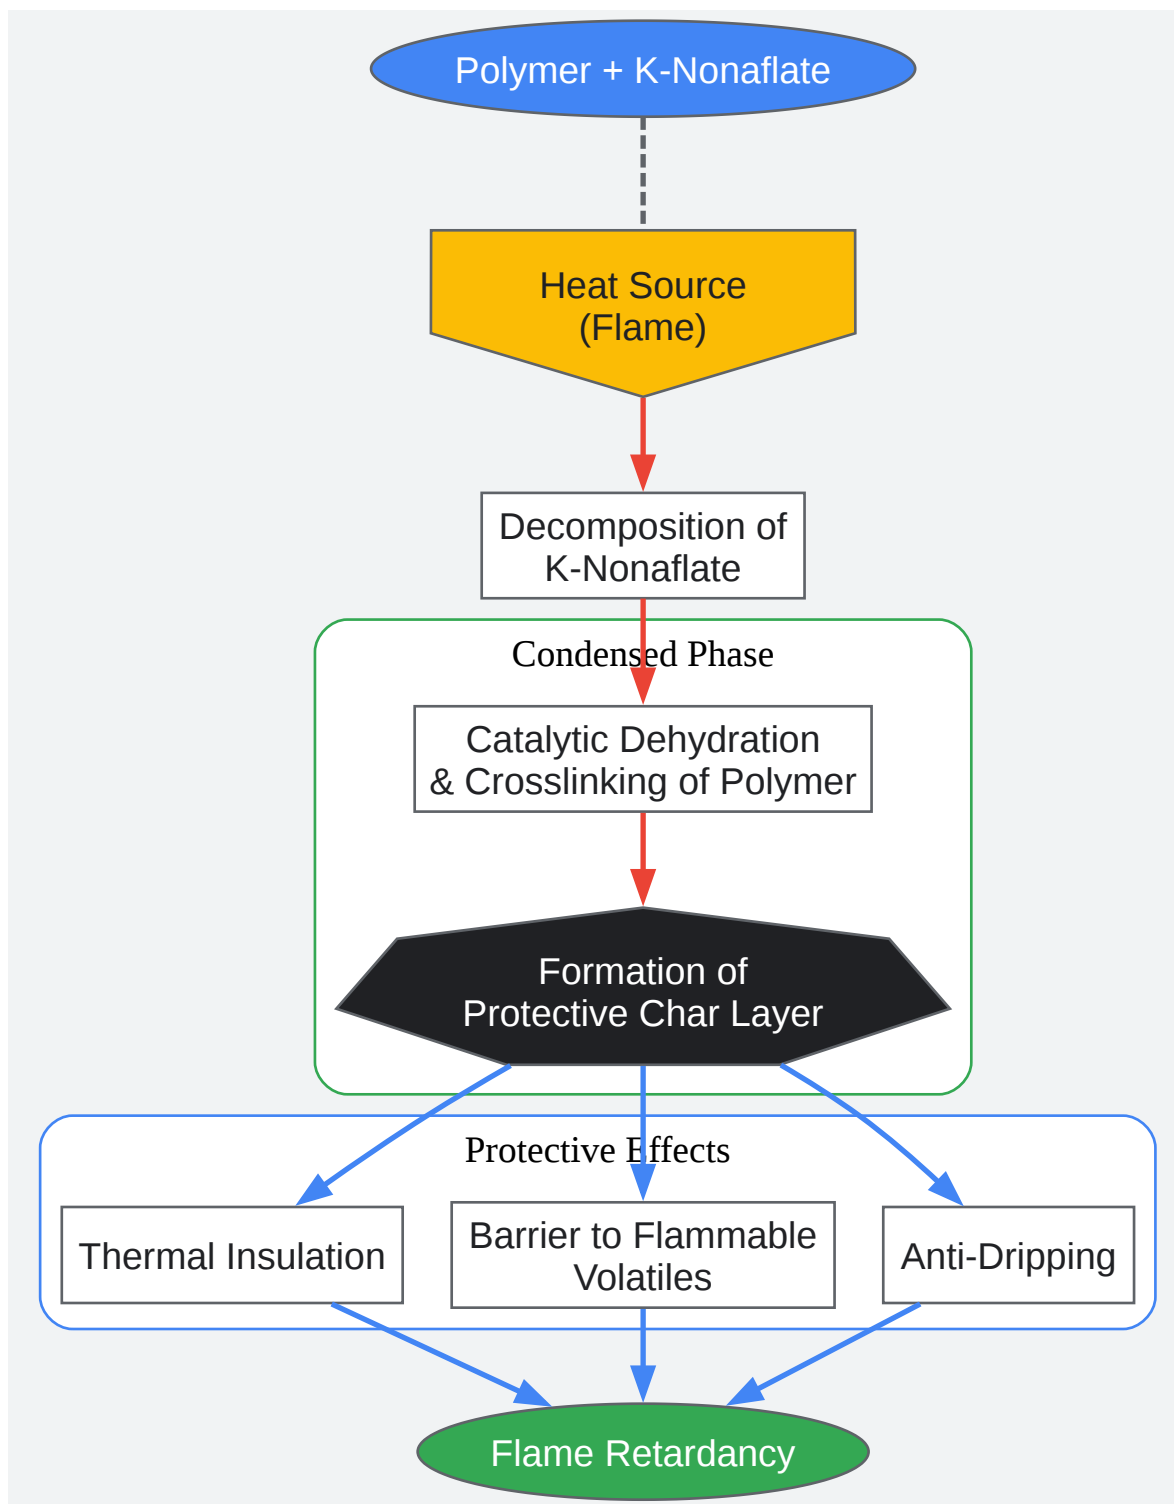 Polymer + K-Nonaflate
Heat Source
(Flame)
Decomposition of
K-Nonaflate
Condensed Phase
Catalytic Dehydration
& Crosslinking of Polymer
Formation of
Protective Char Layer
Protective Effects
Thermal Insulation
Barrier to Flammable
Volatiles
Anti-Dripping
Flame Retardancy